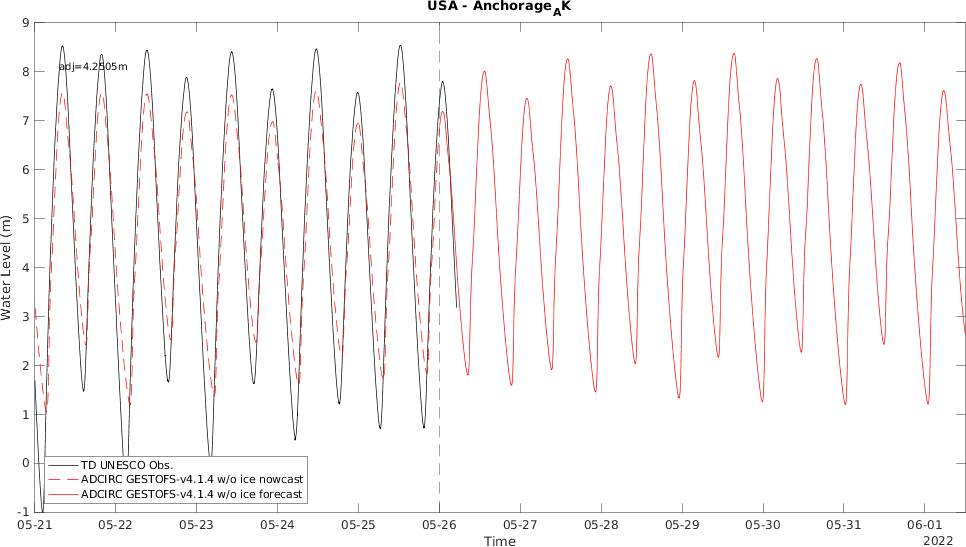 USA - Anchorage_AK
9
8
7
6
5
4
3
2
1
0
-1
Water Level (m)
adj=4.2505m
TD UNESCO Obs.
ADCIRC GESTOFS-v4.1.4 w/o ice nowcast
ADCIRC GESTOFS-v4.1.4 w/o ice forecast
05-21 05-22 05-23 05-24 05-25 05-26 05-27 05-28 05-29 05-30 05-31 06-01
Time
2022